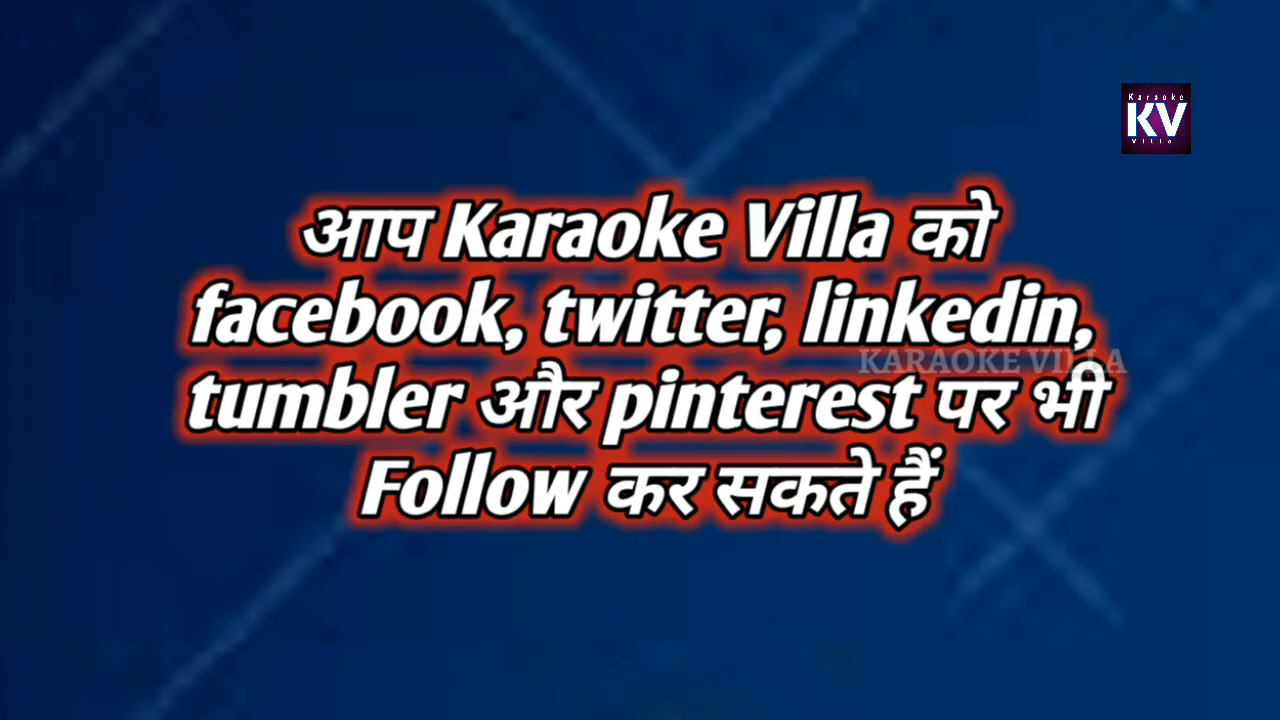 Karaoke
KV
Villa
आप Karaoke Villa को
facebook, twitter, linkedin,
KARAOKE VILLA
tumbler और pinterest पर भी
Follow कर सकते हैं